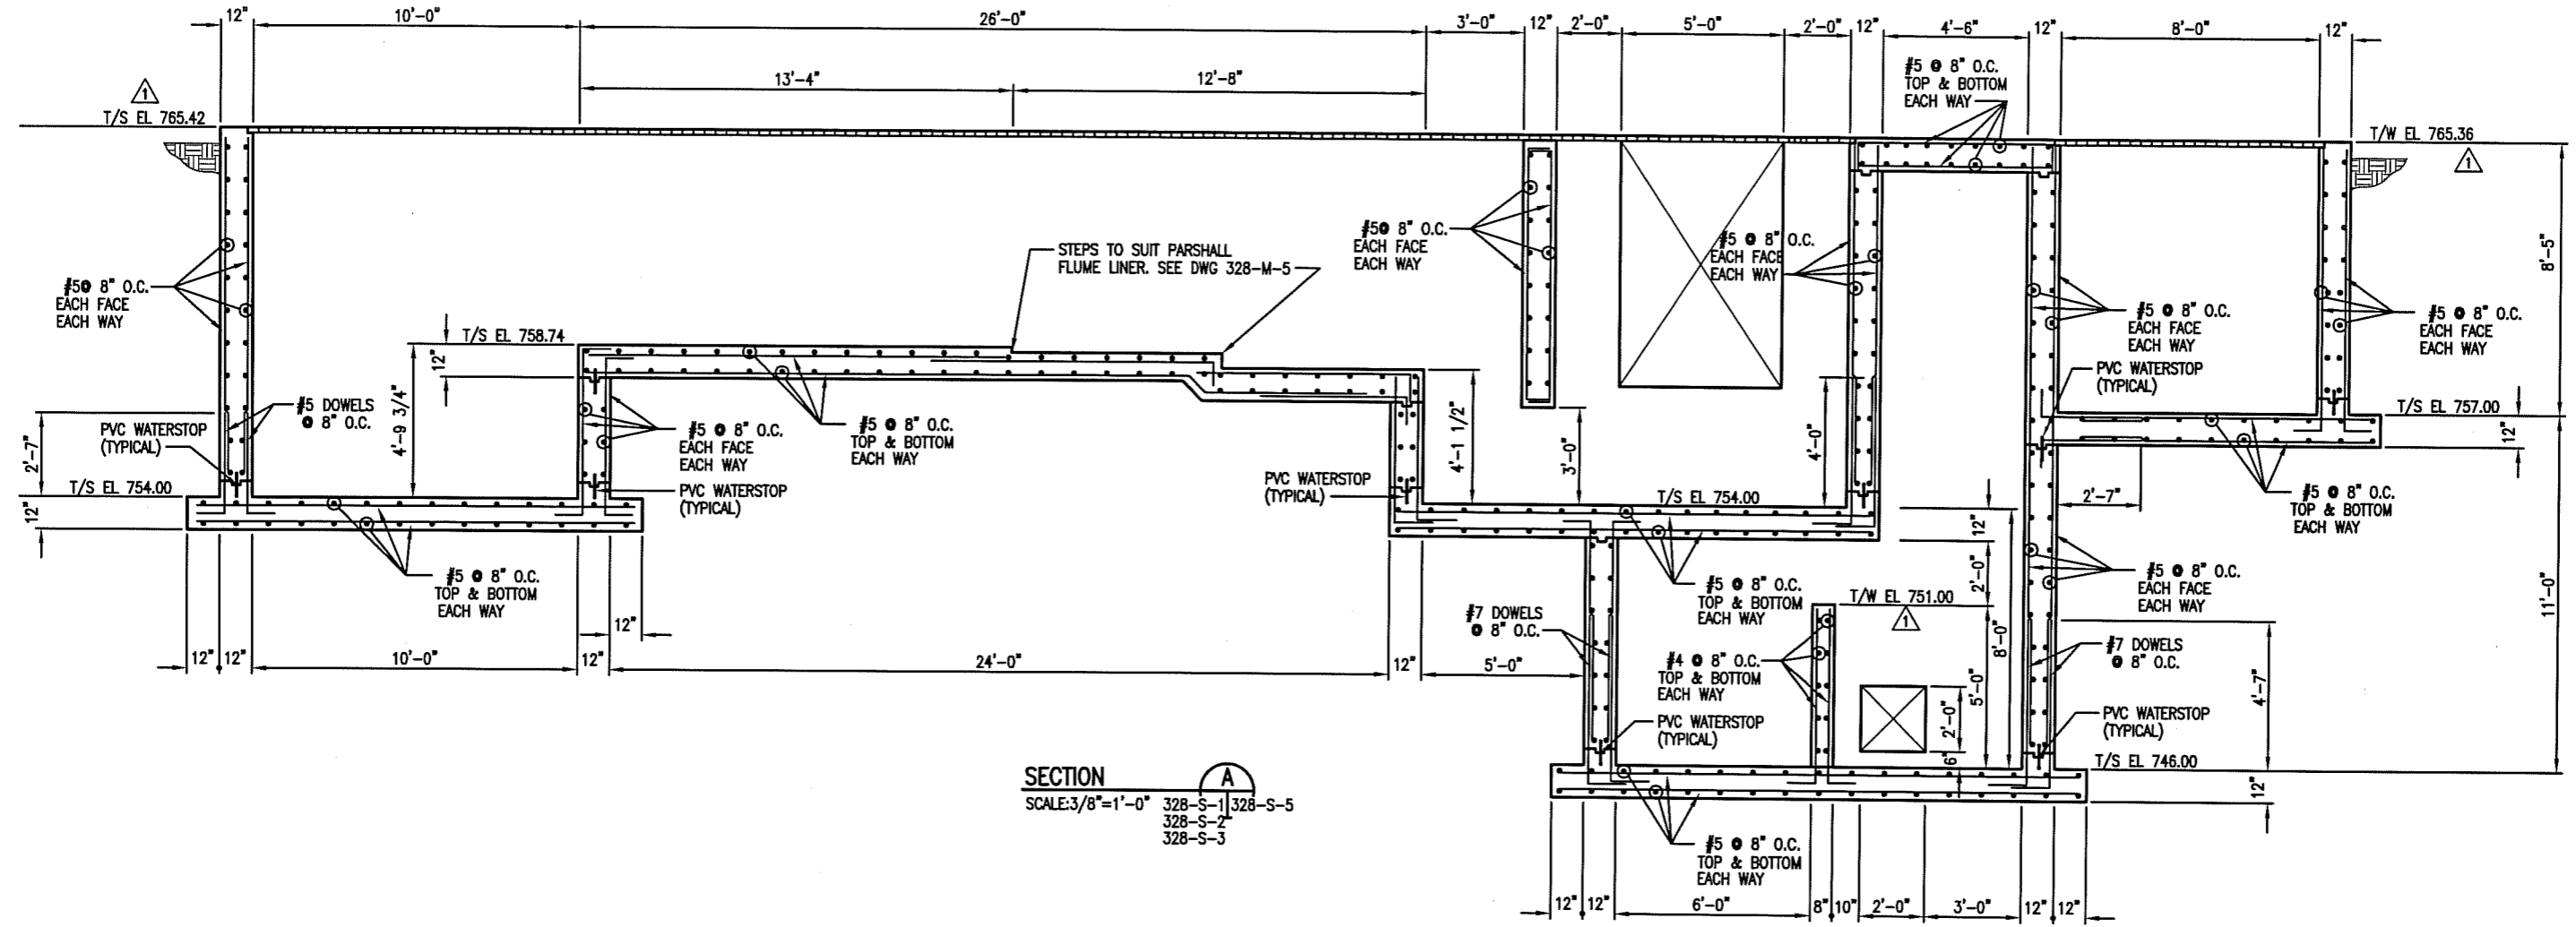 12" 10'-0" 26'-0" 3'-0" 12" 2'-0" 5'-0" 2'-0" 12" 4'-6" 12" 8'-0" 12"
13'-4" 12'-8"
#5 @ 8" O.C.
TOP & BOTTOM
EACH WAY
1
T/S EL 765.42
T/W EL 765.36
1
8'-5"
#5@ 8" O.C.
EACH FACE
EACH WAY
STEPS TO SUIT PARSHALL
FLUME LINER. SEE DWG 328-M-5
#5@ 8" O.C.
EACH FACE
EACH WAY
#5 @ 8" O.C.
EACH FACE
EACH WAY
#5 @ 8" O.C.
EACH FACE
EACH WAY
#5 @ 8" O.C.
EACH FACE
EACH WAY
T/S EL 758.74
12"
4'-9 3/4"
#5 DOWELS
@ 8" O.C.
PVC WATERSTOP
(TYPICAL)
2'-7"
T/S EL 754.00
12"
#5 @ 8" O.C.
EACH FACE
EACH WAY
#5 @ 8" O.C.
TOP & BOTTOM
EACH WAY
PVC WATERSTOP
(TYPICAL)
PVC WATERSTOP
(TYPICAL)
4'-1 1/2"
3'-0"
4'-0"
T/S EL 754.00
PVC WATERSTOP
(TYPICAL)
T/S EL 757.00
12"
2'-7"
#5 @ 8" O.C.
TOP & BOTTOM
EACH WAY
#5 @ 8" O.C.
TOP & BOTTOM
EACH WAY
12"
12" 12" 10'-0" 12" 24'-0" 12" 5'-0"
#5 @ 8" O.C.
TOP & BOTTOM
EACH WAY
12"
2'-0"
8'-0"
T/W EL 751.00
1
#5 @ 8" O.C.
EACH FACE
EACH WAY
11'-0"
#7 DOWELS
@ 8" O.C.
#4 @ 8" O.C.
TOP & BOTTOM
EACH WAY
5'-0"
2'-0"
6"
#7 DOWELS
@ 8" O.C.
4'-7"
PVC WATERSTOP
(TYPICAL)
PVC WATERSTOP
(TYPICAL)
T/S EL 746.00
12"
SECTION A
SCALE:3/8"=1'-0" 328-S-1 328-S-5
328-S-2
328-S-3
#5 @ 8" O.C.
TOP & BOTTOM
EACH WAY
12" 12" 6'-0" 8" 10" 2'-0" 3'-0" 12" 12"